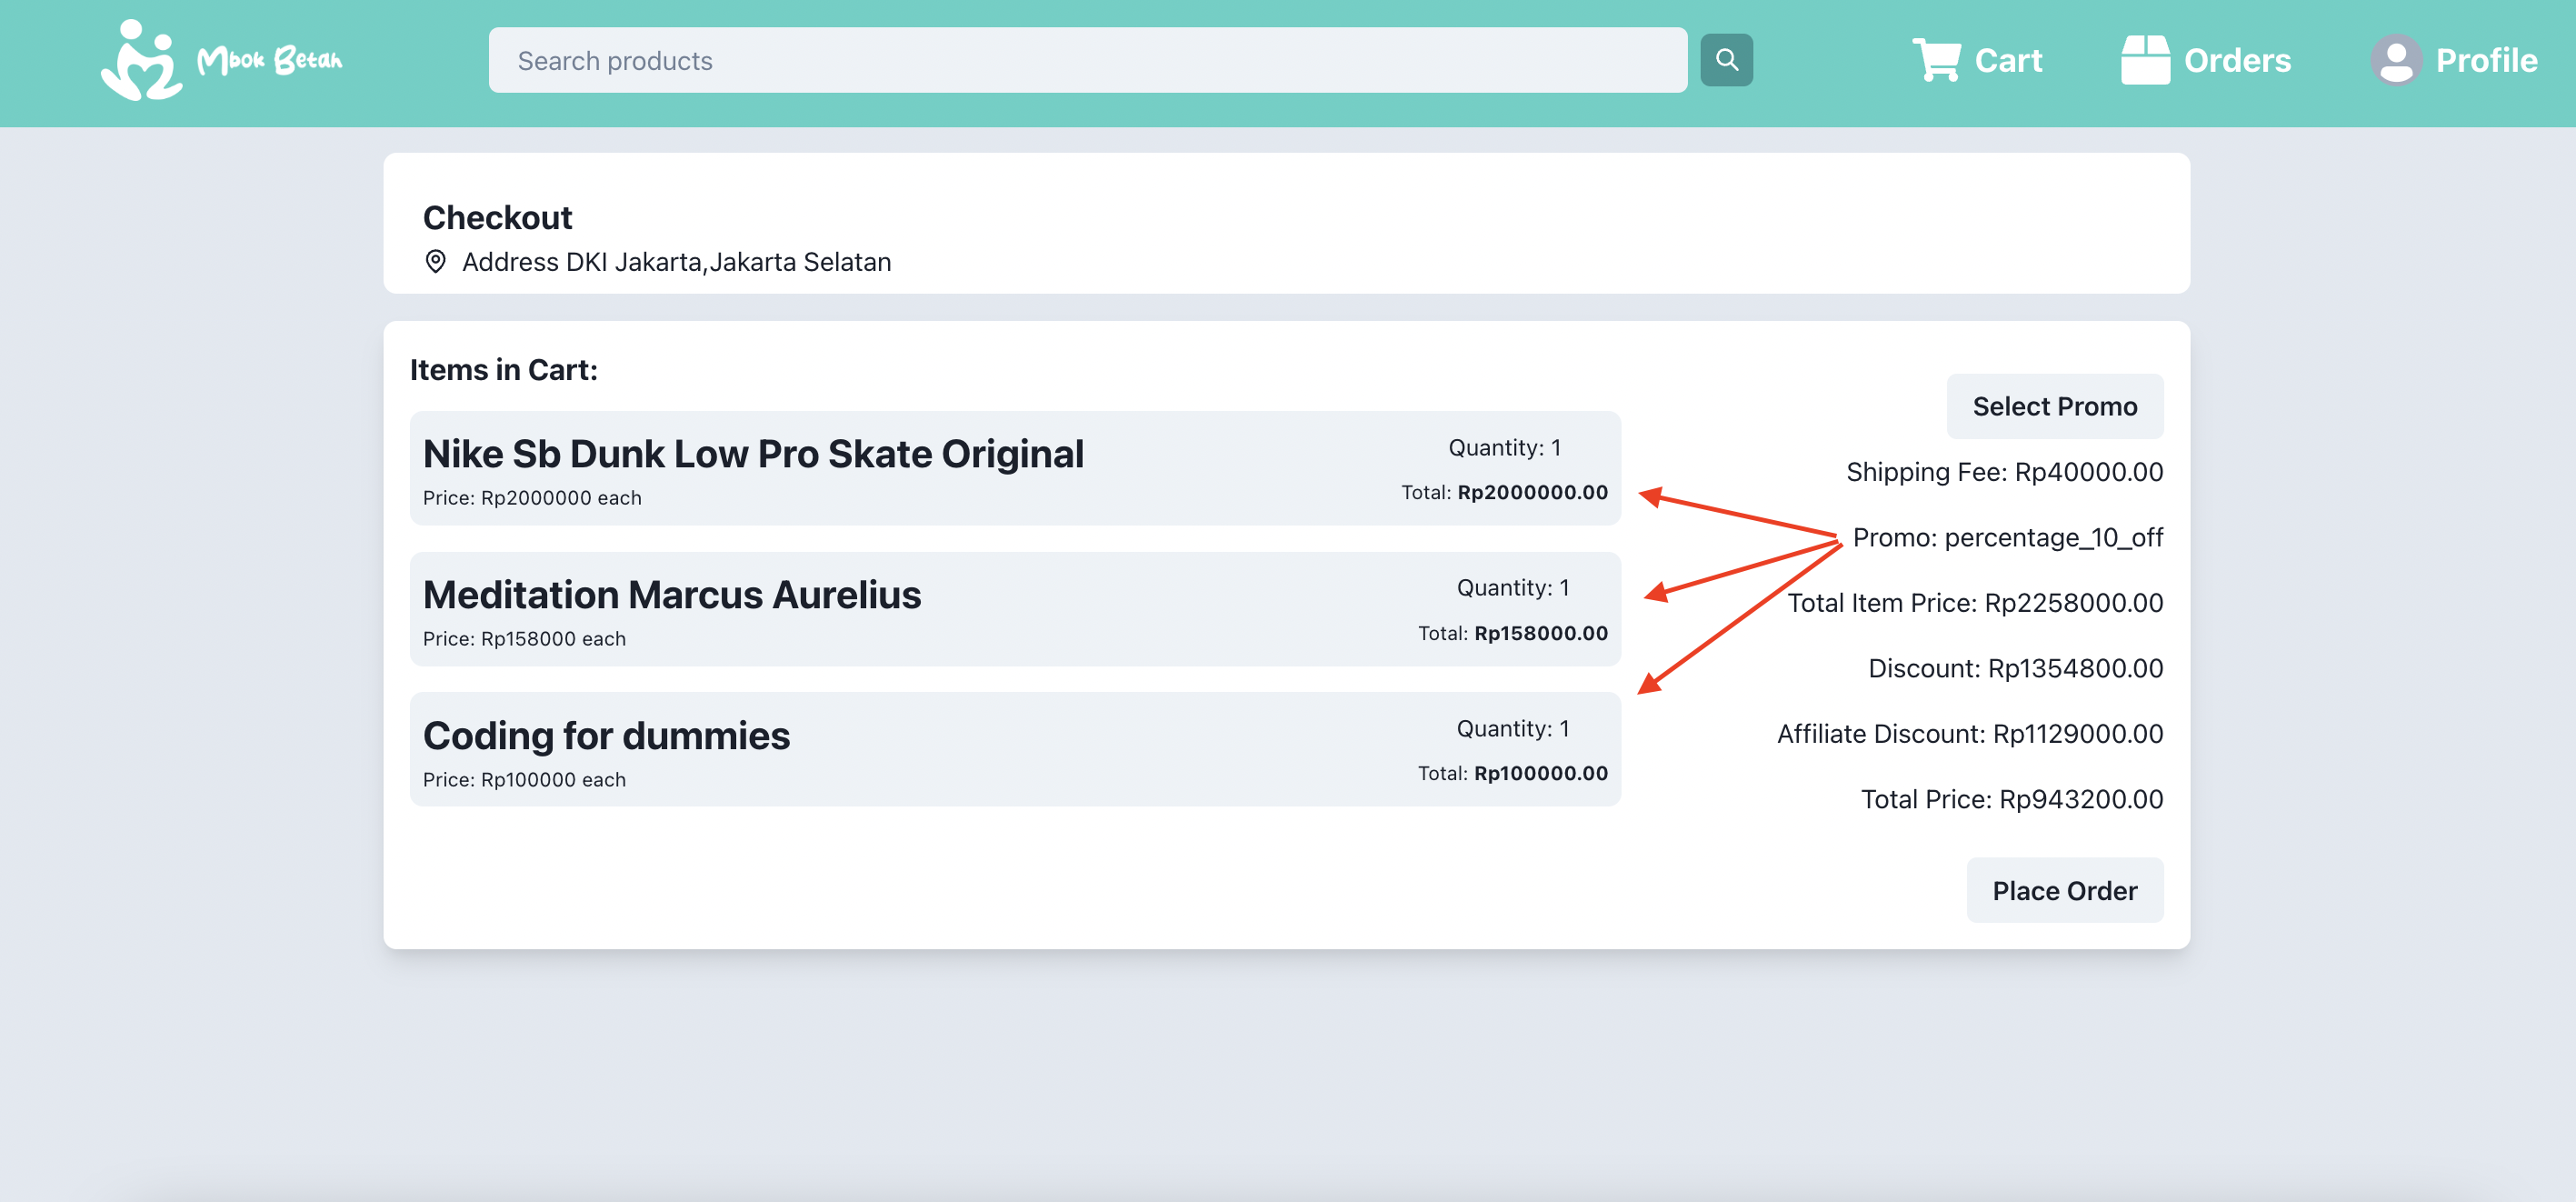 Mbok Betah
Search products
Cart
Orders
Profile
Checkout
Address DKI Jakarta,Jakarta Selatan
Items in Cart:
Nike Sb Dunk Low Pro Skate Original
Price: Rp2000000 each
Quantity: 1
Total: Rp2000000.00
Meditation Marcus Aurelius
Price: Rp158000 each
Quantity: 1
Total: Rp158000.00
Coding for dummies
Price: Rp100000 each
Quantity: 1
Total: Rp100000.00
Select Promo
Shipping Fee: Rp40000.00
Promo: percentage_10_off
Total Item Price: Rp2258000.00
Discount: Rp1354800.00
Affiliate Discount: Rp1129000.00
Total Price: Rp943200.00
Place Order